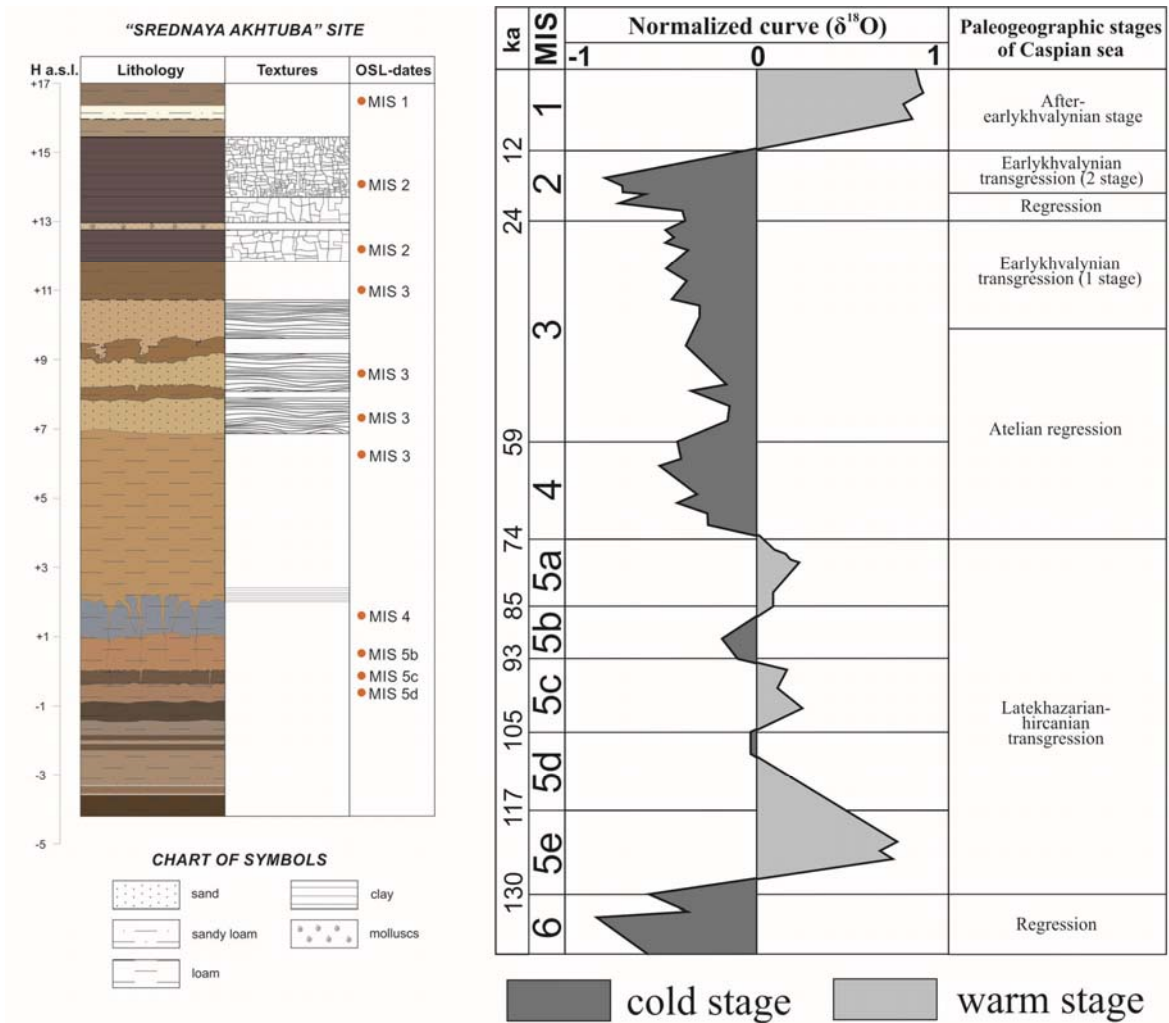 "SREDNAYA AKHTUBA" SITE
H a.s.l.
Lithology
Textures
OSL-dates
+17
+15
+13
+11
+9
+7
+5
+3
+1
-1
-3
-5
MIS 1
MIS 2
MIS 2
MIS 3
MIS 3
MIS 3
MIS 3
MIS 4
MIS 5b
MIS 5c
MIS 5d
CHART OF SYMBOLS
sand
clay
sandy loam
molluscs
loam
ka
MIS
Normalized curve (δ¹⁸O)
-1 0 1
Paleogeographic stages
of Caspian sea
1
After-
earlykhvalynian stage
12
2
Earlykhvalynian
transgression (2 stage)
Regression
24
3
Earlykhvalynian
transgression (1 stage)
Atelian regression
59
4
74
5a
85
5b
93
5c
Latekhazarian-
hircanian
transgression
105
5d
117
5e
130
6
Regression
cold stage
warm stage